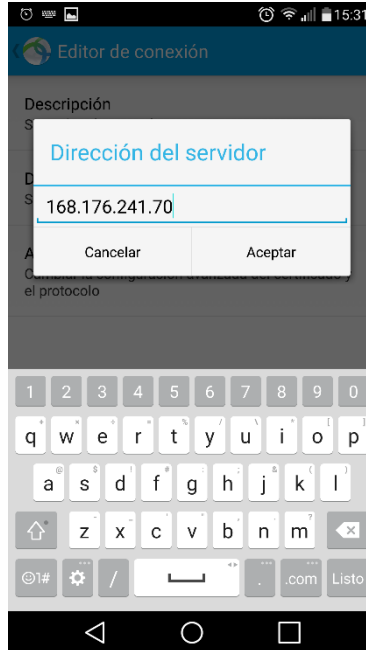 15:31
Editor de conexión
Descripción
Dirección del servidor
168.176.241.70
Cancelar
Aceptar
Cambiar la configuración avanzada del certificado y
el protocolo
1 2 3 4 5 6 7 8 9 0
q w e r t y u i o p
a s d f g h j k l
z x c v b n m
1# / . .com Listo